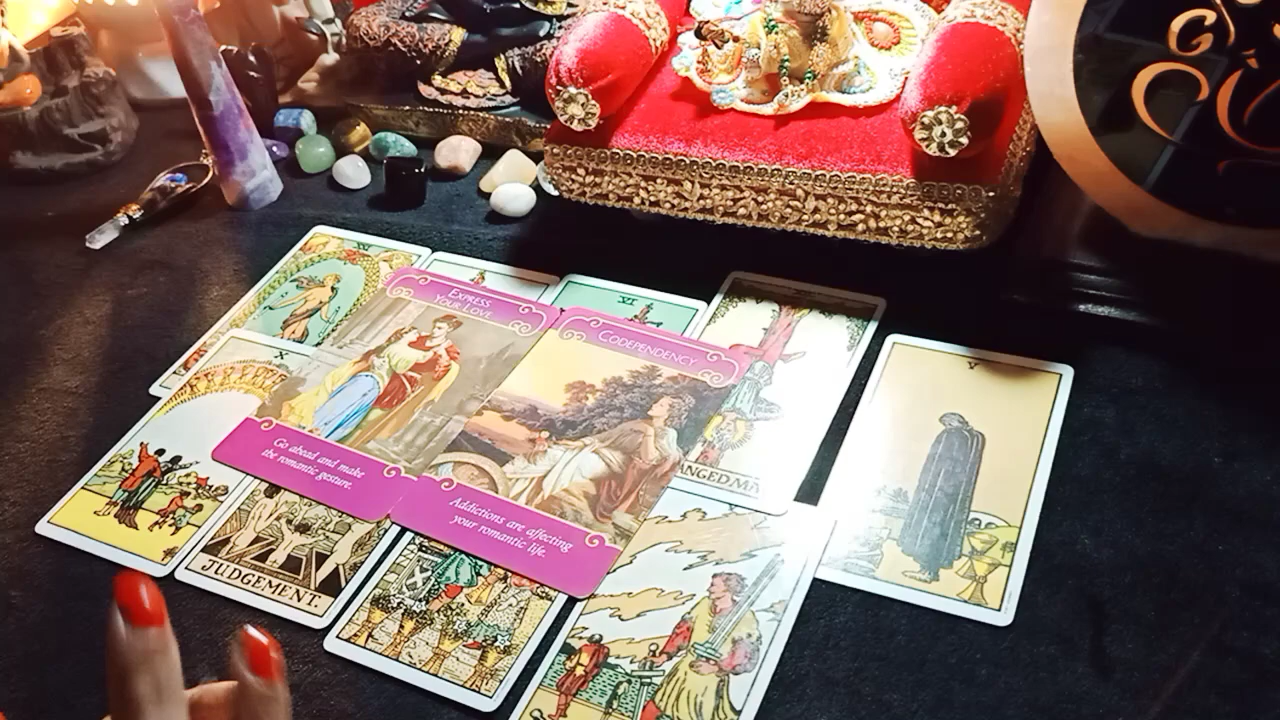 VI
EXPRESS
YOUR LOVE
CODEPENDENCY
V
X
Go ahead and make
the romantic gesture.
ANGED MA
Addictions are affecting
your romantic life.
JUDGEMENT.